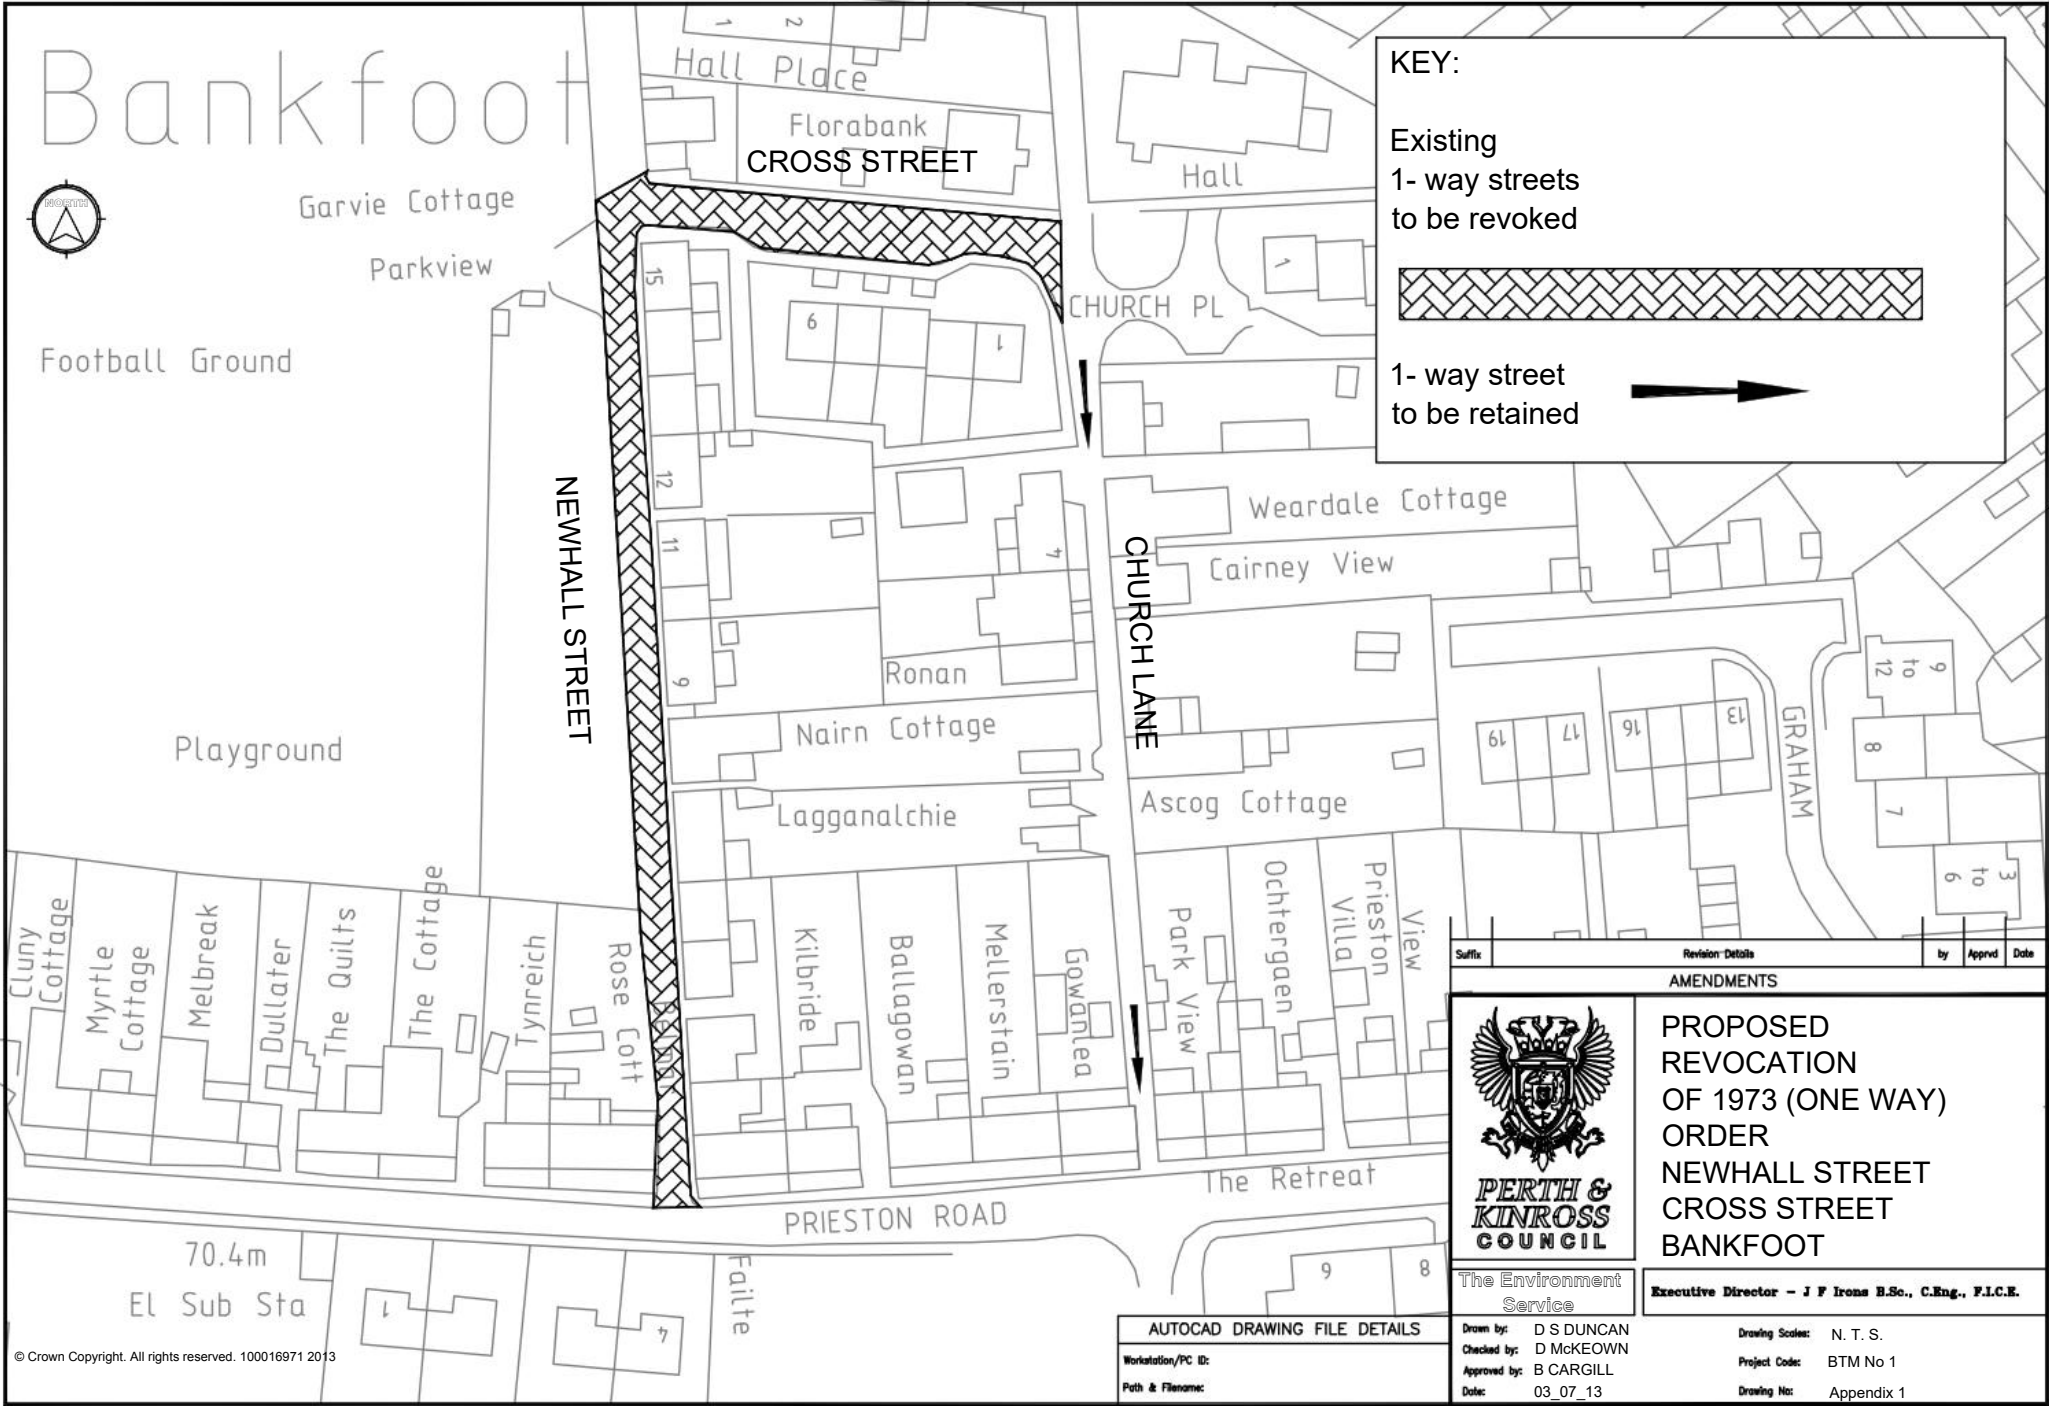 Bankfoot
NORTH
1
2
Hall Place
Florabank
CROSS STREET
Hall
Garvie Cottage
Parkview
Football Ground
Playground
15
12
11
9
6
1
CHURCH PL
1
NEWHALL STREET
CHURCH LANE
4
Weardale Cottage
Cairney View
Ronan
Nairn Cottage
Lagganalchie
Ascog Cottage
19
17
16
13
GRAHAM
9
to
12
8
7
3
to
6
Cluny
Cottage
Myrtle
Cottage
Melbreak
Dullater
The Quilts
The Cottage
Tynreich
Rose Cott
Kilbride
Ballagowan
Mellerstain
Gowanlea
Park View
Ochtergaen
Prieston
Villa
View
The Retreat
PRIESTON ROAD
70.4m
El Sub Sta
1
4
Failte
9
8
© Crown Copyright. All rights reserved. 100016971 2013
KEY:
Existing
1- way streets
to be revoked
1- way street
to be retained
Suffix Revision Details by Apprvd Date
AMENDMENTS
PERTH &
KINROSS
COUNCIL
PROPOSED
REVOCATION
OF 1973 (ONE WAY)
ORDER
NEWHALL STREET
CROSS STREET
BANKFOOT
The Environment
Service
Executive Director - J F Irons B.Sc., C.Eng., F.I.C.E.
AUTOCAD DRAWING FILE DETAILS
Workstation/PC ID:
Path & Filename:
Drawn by: D S DUNCAN
Checked by: D McKEOWN
Approved by: B CARGILL
Date: 03_07_13
Drawing Scales: N. T. S.
Project Code: BTM No 1
Drawing No: Appendix 1